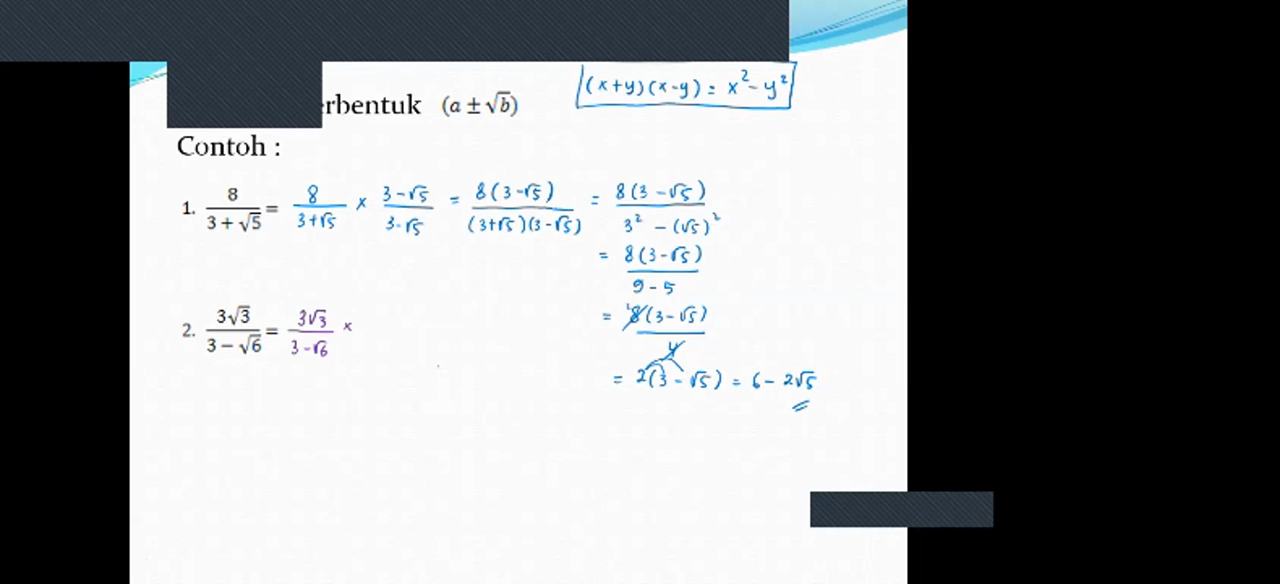 (x+y)(x-y) = x² - y²
erbentuk (a ± √b)
Contoh :
1. 8/(3 + √5) = 8/(3+√5) × (3-√5)/(3-√5) = 8(3-√5)/((3+√5)(3-√5)) = 8(3-√5)/(3² - (√5)²)
= 8(3-√5)/(9-5)
= 8(3-√5)/4
= 2(3-√5) = 6 - 2√5
2. 3√3/(3 - √6) = 3√3/(3-√6) ×